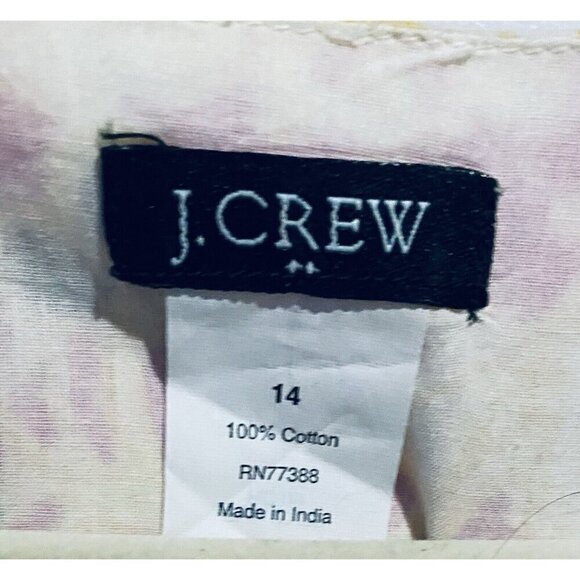 J.CREW
14
100% Cotton
RN77388
Made in India